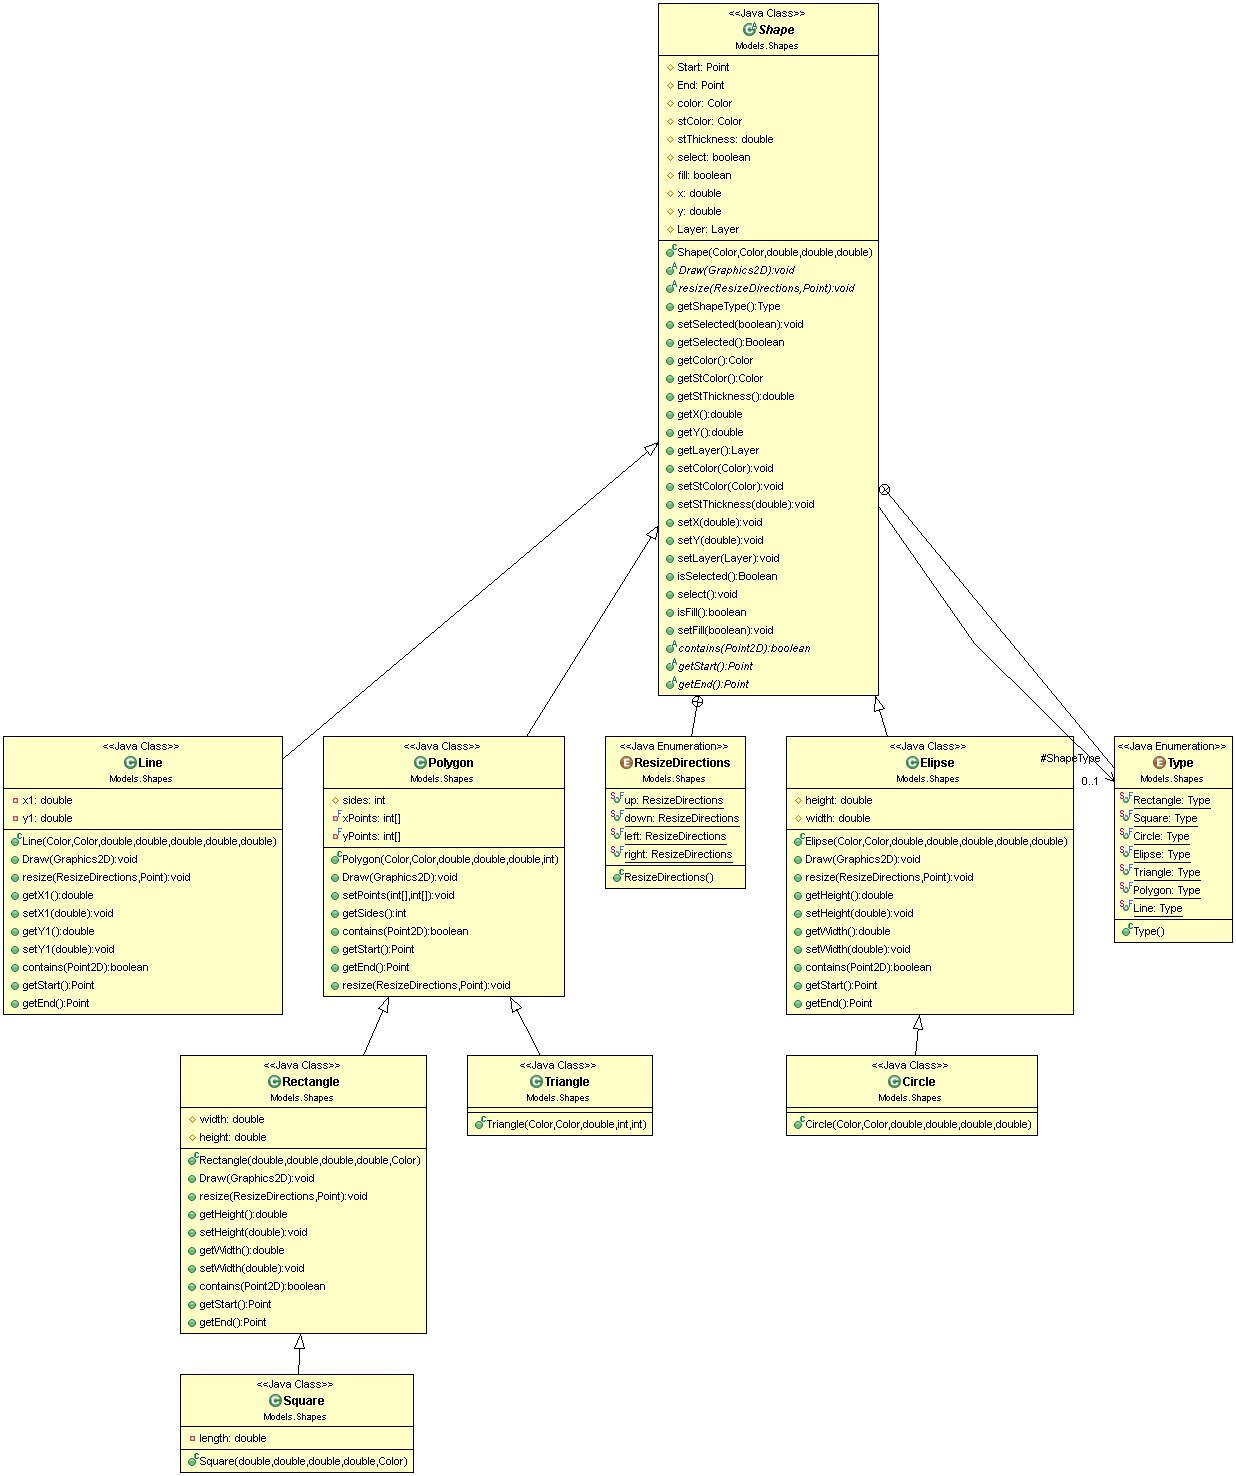 <<Java Class>>
Shape
Models.Shapes
Start: Point
End: Point
color: Color
stColor: Color
stThickness: double
select: boolean
fill: boolean
x: double
y: double
Layer: Layer
Shape(Color,Color,double,double,double)
Draw(Graphics2D):void
resize(ResizeDirections,Point):void
getShapeType():Type
setSelected(boolean):void
getSelected():Boolean
getColor():Color
getStColor():Color
getStThickness():double
getX():double
getY():double
getLayer():Layer
setColor(Color):void
setStColor(Color):void
setStThickness(double):void
setX(double):void
setY(double):void
setLayer(Layer):void
isSelected():Boolean
select():void
isFill():boolean
setFill(boolean):void
contains(Point2D):boolean
getStart():Point
getEnd():Point
<<Java Class>>
Line
Models.Shapes
x1: double
y1: double
Line(Color,Color,double,double,double,double,double)
Draw(Graphics2D):void
resize(ResizeDirections,Point):void
getX1():double
setX1(double):void
getY1():double
setY1(double):void
contains(Point2D):boolean
getStart():Point
getEnd():Point
<<Java Class>>
Polygon
Models.Shapes
sides: int
xPoints: int[]
yPoints: int[]
Polygon(Color,Color,double,double,double,int)
Draw(Graphics2D):void
setPoints(int[],int[]):void
getSides():int
contains(Point2D):boolean
getStart():Point
getEnd():Point
resize(ResizeDirections,Point):void
<<Java Enumeration>>
ResizeDirections
Models.Shapes
up: ResizeDirections
down: ResizeDirections
left: ResizeDirections
right: ResizeDirections
ResizeDirections()
<<Java Class>>
Elipse
Models.Shapes
height: double
width: double
Elipse(Color,Color,double,double,double,double,double)
Draw(Graphics2D):void
resize(ResizeDirections,Point):void
getHeight():double
setHeight(double):void
getWidth():double
setWidth(double):void
contains(Point2D):boolean
getStart():Point
getEnd():Point
#ShapeType
0..1
<<Java Enumeration>>
Type
Models.Shapes
Rectangle: Type
Square: Type
Circle: Type
Elipse: Type
Triangle: Type
Polygon: Type
Line: Type
Type()
<<Java Class>>
Rectangle
Models.Shapes
width: double
height: double
Rectangle(double,double,double,double,Color)
Draw(Graphics2D):void
resize(ResizeDirections,Point):void
getHeight():double
setHeight(double):void
getWidth():double
setWidth(double):void
contains(Point2D):boolean
getStart():Point
getEnd():Point
<<Java Class>>
Triangle
Models.Shapes
Triangle(Color,Color,double,int,int)
<<Java Class>>
Circle
Models.Shapes
Circle(Color,Color,double,double,double,double)
<<Java Class>>
Square
Models.Shapes
length: double
Square(double,double,double,double,Color)